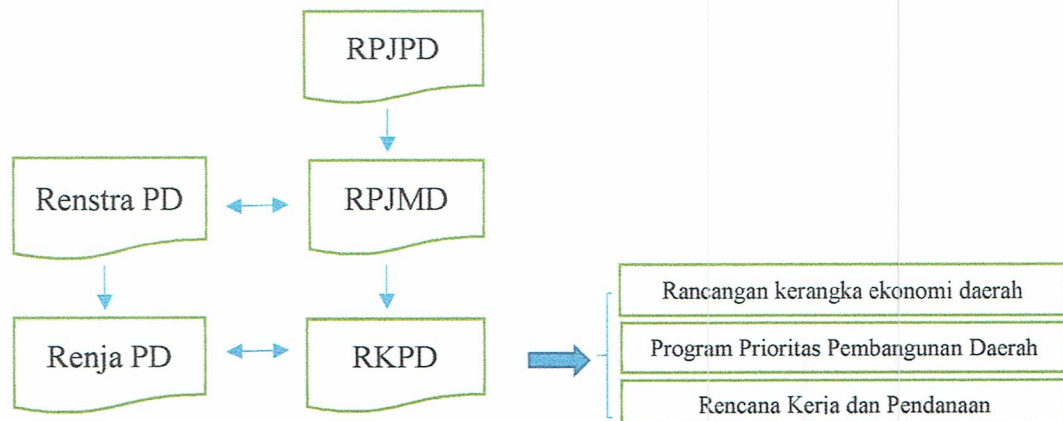 RPJPD
Renstra PD
RPJMD
Renja PD
RKPD
Rancangan kerangka ekonomi daerah
Program Prioritas Pembangunan Daerah
Rencana Kerja dan Pendanaan